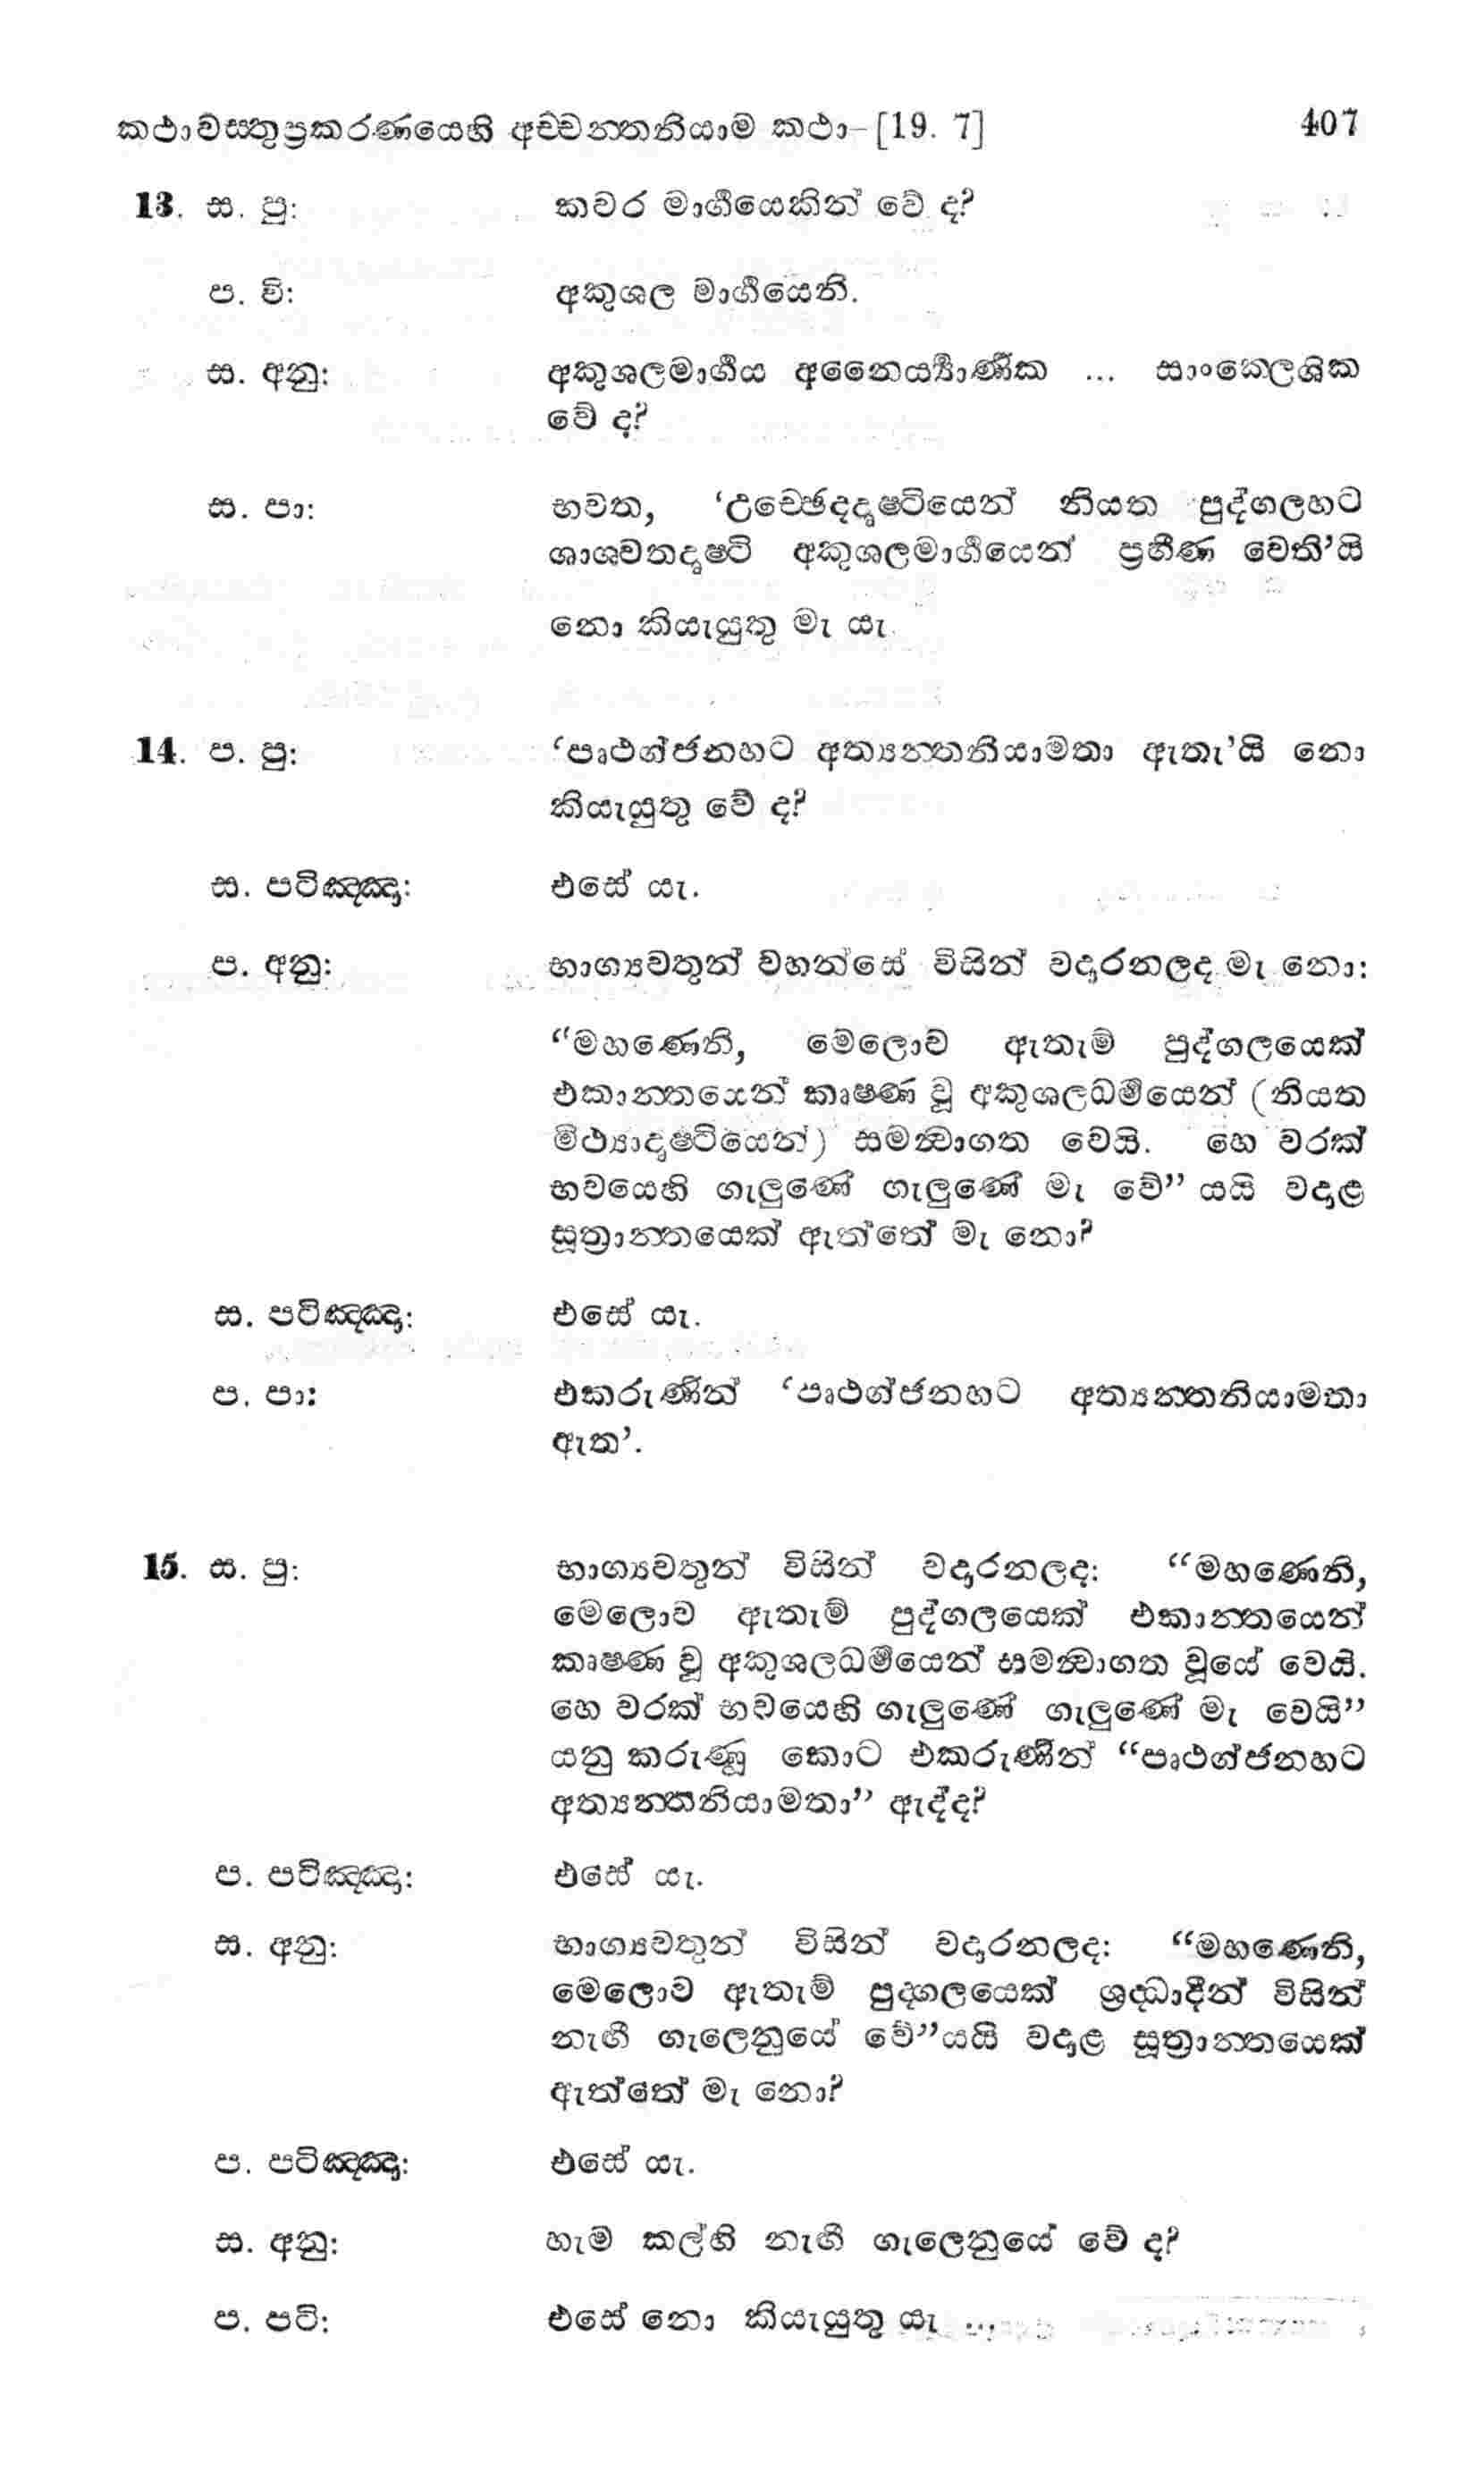 කථාවස්තුප්‍රකරණයෙහි අච්චන්තනියාම කථා-[19. 7] 407
13. ස. පු: කවර මාර්ගයෙකින් වේ ද?
ප. වි: අකුශල මාර්ගයෙනි.
ස. අනු: අකුශලමාර්ගය අනෛර්‍ය්‍යාණික ... සාංක්ලෙශික
වේ ද?
ස. පා: භවත, ‘උච්ඡෙදදෘෂ්ටියෙන් නියත පුද්ගලහට
ශාශ්වතදෘෂ්ටි අකුශලමාර්ගයෙන් ප්‍රහීණ වෙති’යි
නො කියැයුතු මැ යැ.
14. ප. පු: ‘පෘථග්ජනහට අත්‍යන්තනියාමතා ඇතැ’යි නො
කියැයුතු වේ ද?
ස. පටිඤ්ඤා: එසේ යැ.
ප. අනු: භාග්‍යවතුන් වහන්සේ විසින් වදාරනලද මැ නො:
“මහණෙනි, මෙලොව ඇතැම් පුද්ගලයෙක්
එකාන්තයෙන් කෘෂ්ණ වූ අකුශලධර්මයෙන් (නියත
මිථ්‍යාදෘෂ්ටියෙන්) සමන්වාගත වෙයි. හෙ වරක්
භවයෙහි ගැලුණේ ගැලුණේ මැ වේ” යයි වදාළ
සූත්‍රාන්තයෙක් ඇත්තේ මැ නො?
ස. පටිඤ්ඤා: එසේ යැ.
ප. පා: එකරුණින් ‘පෘථග්ජනහට අත්‍යන්තනියාමතා
ඇත’.
15. ස. පු: භාග්‍යවතුන් විසින් වදාරනලද: “මහණෙනි,
මෙලොව ඇතැම් පුද්ගලයෙක් එකාන්තයෙන්
කෘෂ්ණ වූ අකුශලධර්මයෙන් සමන්වාගත වූයේ වෙයි.
හෙ වරක් භවයෙහි ගැලුණේ ගැලුණේ මැ වෙයි”
යනු කරුණු කොට එකරුණින් “පෘථග්ජනහට
අත්‍යන්තනියාමතා” ඇද්ද?
ප. පටිඤ්ඤා: එසේ යැ.
ස. අනු: භාග්‍යවතුන් විසින් වදාරනලද: “මහණෙනි,
මෙලොව ඇතැම් පුද්ගලයෙක් ශ්‍රද්ධාදීන් විසින්
නැඟී ගැලෙනුයේ වේ”යයි වදාළ සූත්‍රාන්තයෙක්
ඇත්තේ මැ නො?
ප. පටිඤ්ඤා: එසේ යැ.
ස. අනු: හැම කල්හි නැඟී ගැලෙනුයේ වේ ද?
ප. පටි: එසේ නො කියැයුතු යැ ...